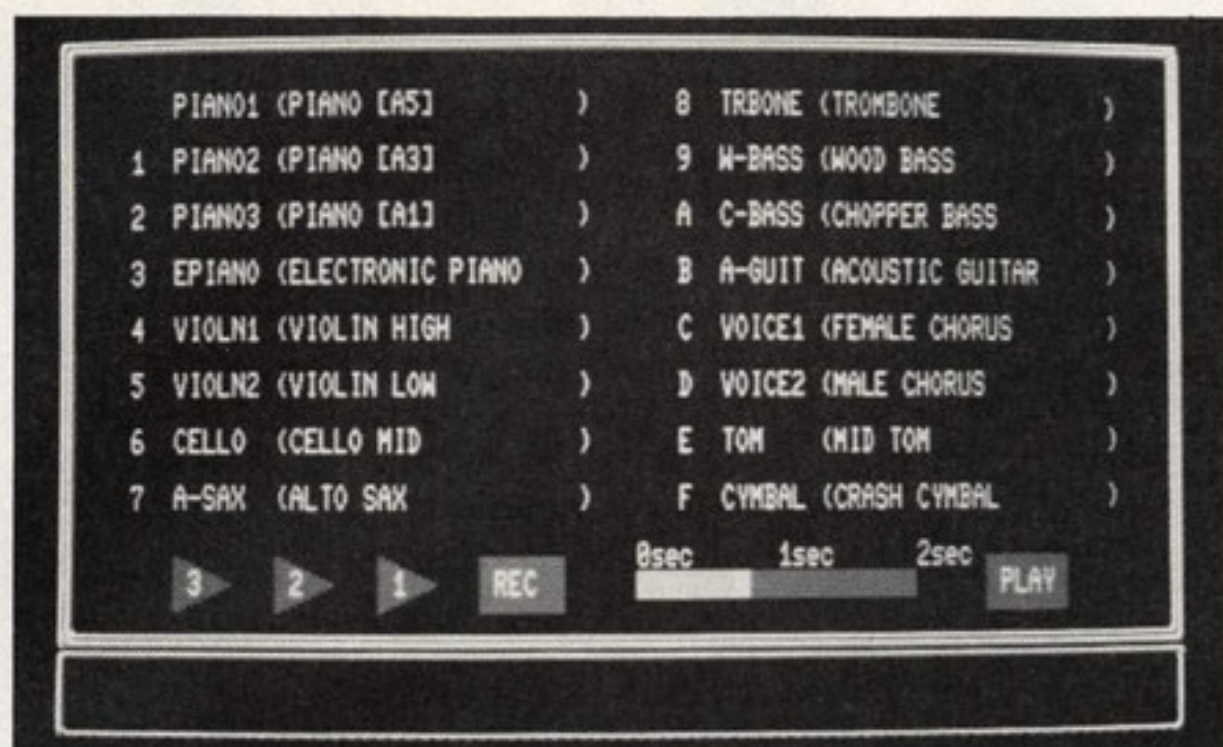 PIANO1 (PIANO [A5] )
1 PIANO2 (PIANO [A3] )
2 PIANO3 (PIANO [A1] )
3 EPIANO (ELECTRONIC PIANO )
4 VIOLN1 (VIOLIN HIGH )
5 VIOLN2 (VIOLIN LOW )
6 CELLO (CELLO MID )
7 A-SAX (ALTO SAX )
8 TRBONE (TROMBONE )
9 W-BASS (WOOD BASS )
A C-BASS (CHOPPER BASS )
B A-GUIT (ACOUSTIC GUITAR )
C VOICE1 (FEMALE CHORUS )
D VOICE2 (MALE CHORUS )
E TOM (MID TOM )
F CYMBAL (CRASH CYMBAL )
3 2 1 REC
0sec 1sec 2sec
PLAY